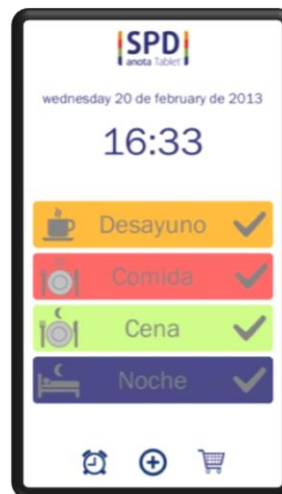 SPD
anota Tablet
wednesday 20 de february de 2013
16:33
Desayuno
Comida
Cena
Noche